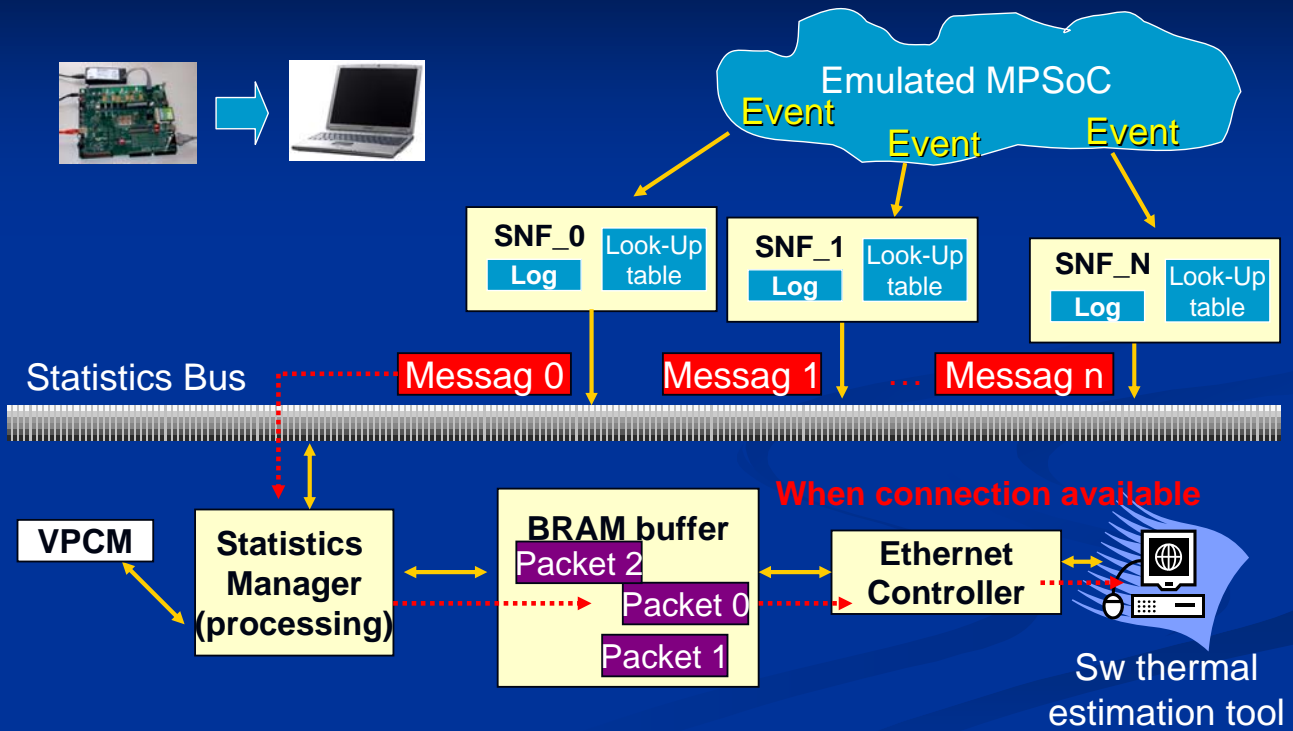 Emulated MPSoC
Event
Event
Event
SNF_0
Log
Look-Up
table
SNF_1
Log
Look-Up
table
SNF_N
Log
Look-Up
table
Statistics Bus
Messag 0
Messag 1
...
Messag n
When connection available
VPCM
Statistics
Manager
(processing)
BRAM buffer
Packet 2
Packet 0
Packet 1
Ethernet
Controller
Sw thermal
estimation tool